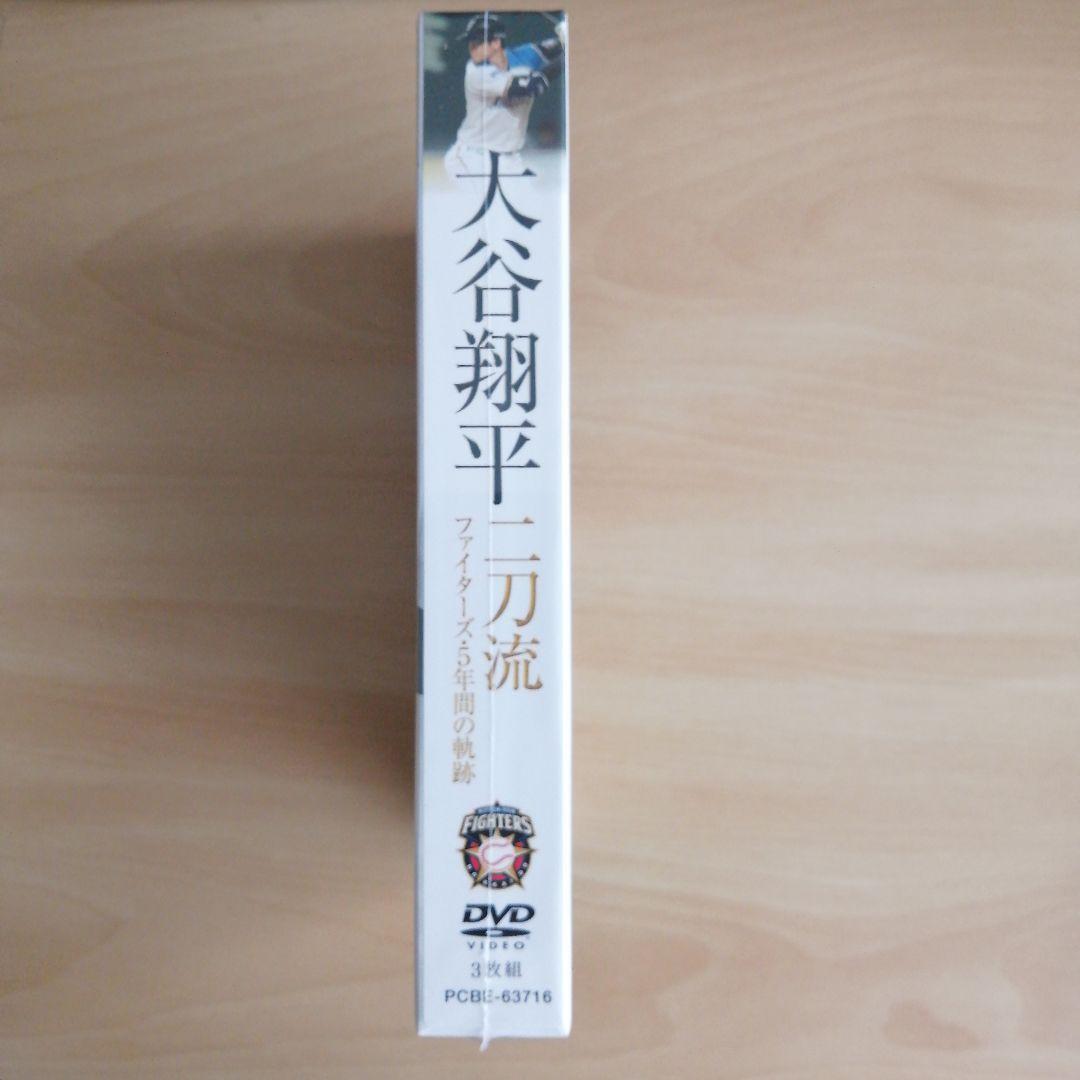 大谷翔平
二刀流
ファイターズ・5年間の軌跡
FIGHTERS
DVD
VIDEO
3枚組
PCBE-63716